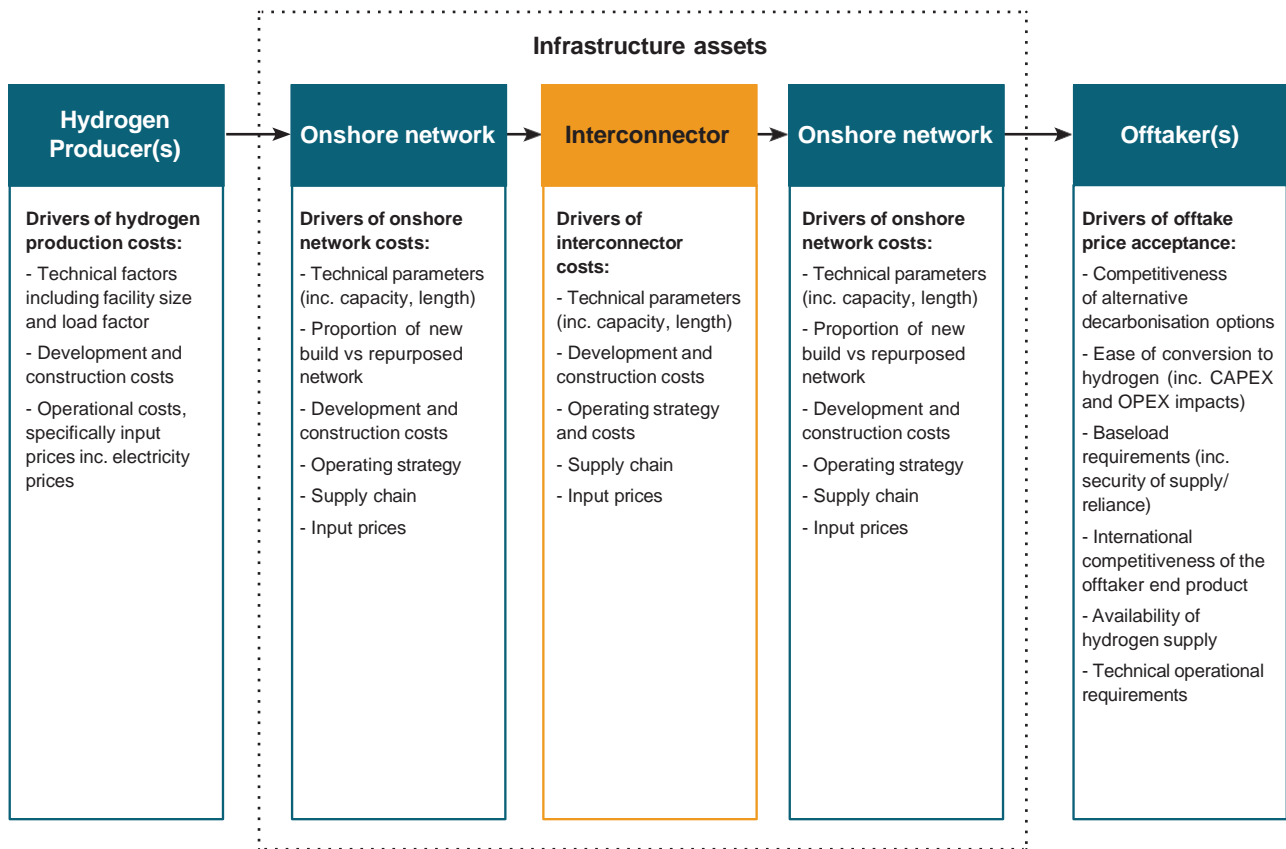 Infrastructure assets
Hydrogen
Producer(s)
Onshore network
Interconnector
Onshore network
Offtaker(s)
Drivers of hydrogen
production costs:
- Technical factors
including facility size
and load factor
- Development and
construction costs
- Operational costs,
specifically input
prices inc. electricity
prices
Drivers of onshore
network costs:
- Technical parameters
(inc. capacity, length)
- Proportion of new
build vs repurposed
network
- Development and
construction costs
- Operating strategy
- Supply chain
- Input prices
Drivers of
interconnector
costs:
- Technical parameters
(inc. capacity, length)
- Development and
construction costs
- Operating strategy
and costs
- Supply chain
- Input prices
Drivers of onshore
network costs:
- Technical parameters
(inc. capacity, length)
- Proportion of new
build vs repurposed
network
- Development and
construction costs
- Operating strategy
- Supply chain
- Input prices
Drivers of offtake
price acceptance:
- Competitiveness
of alternative
decarbonisation options
- Ease of conversion to
hydrogen (inc. CAPEX
and OPEX impacts)
- Baseload
requirements (inc.
security of supply/
reliance)
- International
competitiveness of the
offtaker end product
- Availability of
hydrogen supply
- Technical operational
requirements